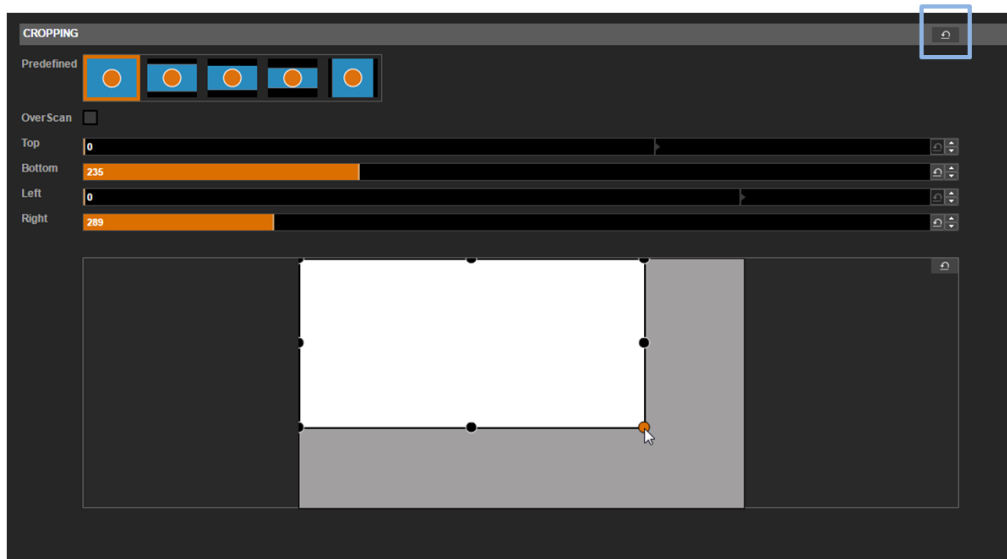 CROPPING
Predefined
OverScan
Top
0
Bottom
235
Left
0
Right
289